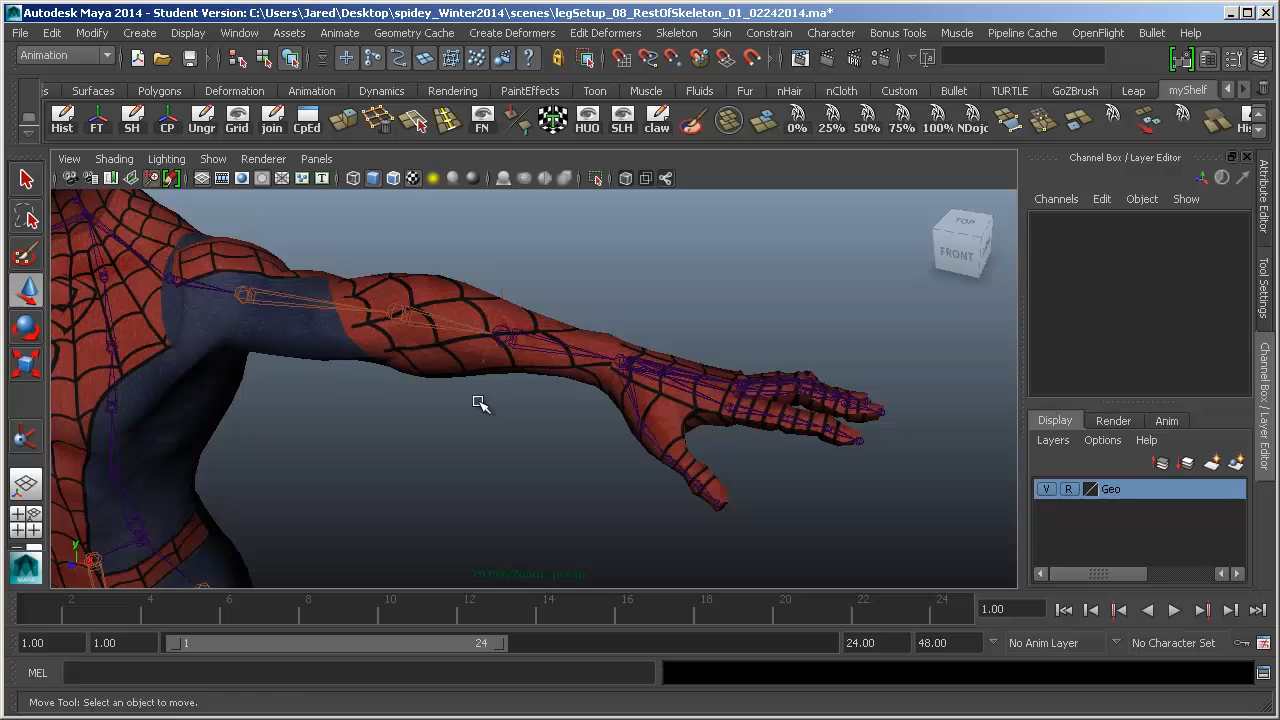 Autodesk Maya 2014 - Student Version: C:\Users\Jared\Desktop\spidey_Winter2014\scenes\legSetup_08_RestOfSkeleton_01_02242014.ma*
File Edit Modify Create Display Window Assets Animate Geometry Cache Create Deformers Edit Deformers Skeleton Skin Constrain Character Bonus Tools Muscle Pipeline Cache OpenFlight Bullet Help
Animation
s Surfaces Polygons Deformation Animation Dynamics Rendering PaintEffects Toon Muscle Fluids Fur nHair nCloth Custom Bullet TURTLE GoZBrush Leap myShelf
Hist FT SH CP Ungr Grid join CpEd FN HUO SLH claw 0% 25% 50% 75% 100% NDoj His
View Shading Lighting Show Renderer Panels
Channel Box / Layer Editor
Channels Edit Object Show
TOP
FRONT
Attribute Editor
Tool Settings
Channel Box / Layer Editor
Display Render Anim
Layers Options Help
V R Geo
y
MAYA
2 4 6 8 10 12 14 16 18 20 22 24 1.00
1.00 1.00 1 24 24.00 48.00 No Anim Layer No Character Set
MEL
Move Tool: Select an object to move.